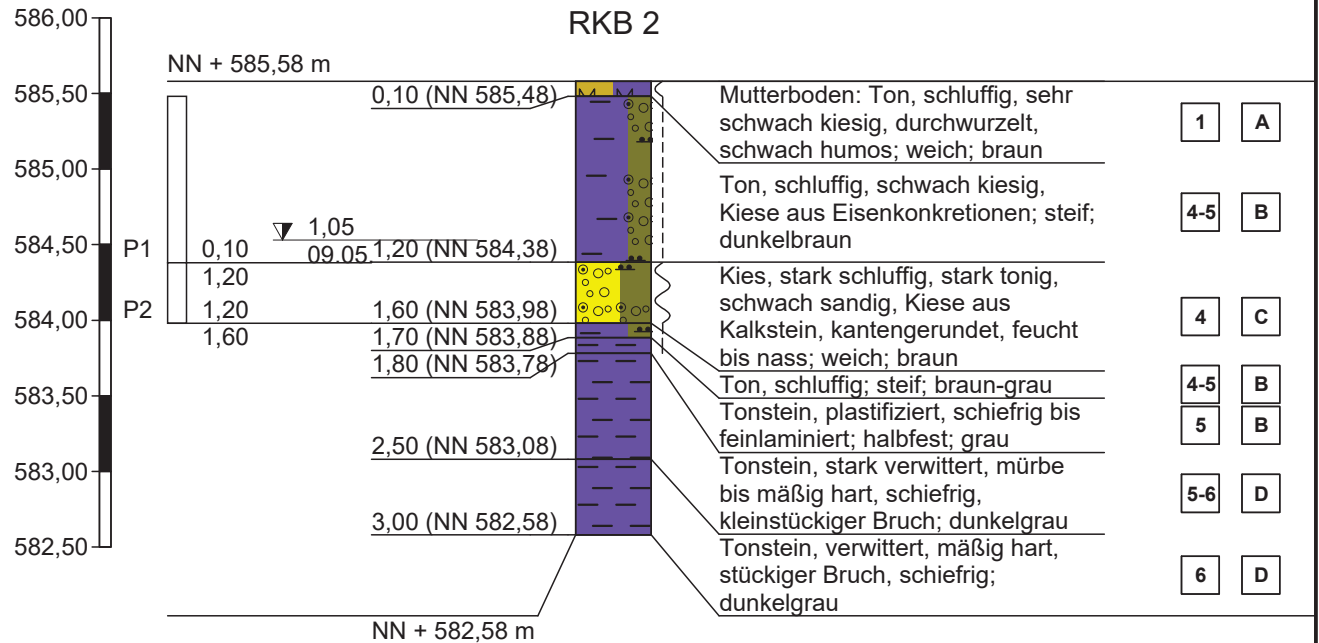 RKB 2
586,00
585,50
585,00
584,50
584,00
583,50
583,00
582,50
NN + 585,58 m
0,10 (NN 585,48)
1,05
09.05.
1,20 (NN 584,38)
P1
0,10
1,20
P2
1,20
1,60
1,60 (NN 583,98)
1,70 (NN 583,88)
1,80 (NN 583,78)
2,50 (NN 583,08)
3,00 (NN 582,58)
NN + 582,58 m
Mutterboden: Ton, schluffig, sehr
schwach kiesig, durchwurzelt,
schwach humos; weich; braun
1 A
Ton, schluffig, schwach kiesig,
Kiese aus Eisenkonkretionen; steif;
dunkelbraun
4-5 B
Kies, stark schluffig, stark tonig,
schwach sandig, Kiese aus
Kalkstein, kantengerundet, feucht
bis nass; weich; braun
4 C
Ton, schluffig; steif; braun-grau
4-5 B
Tonstein, plastifiziert, schiefrig bis
feinlaminiert; halbfest; grau
5 B
Tonstein, stark verwittert, mürbe
bis mäßig hart, schiefrig,
kleinstückiger Bruch; dunkelgrau
5-6 D
Tonstein, verwittert, mäßig hart,
stückiger Bruch, schiefrig;
dunkelgrau
6 D